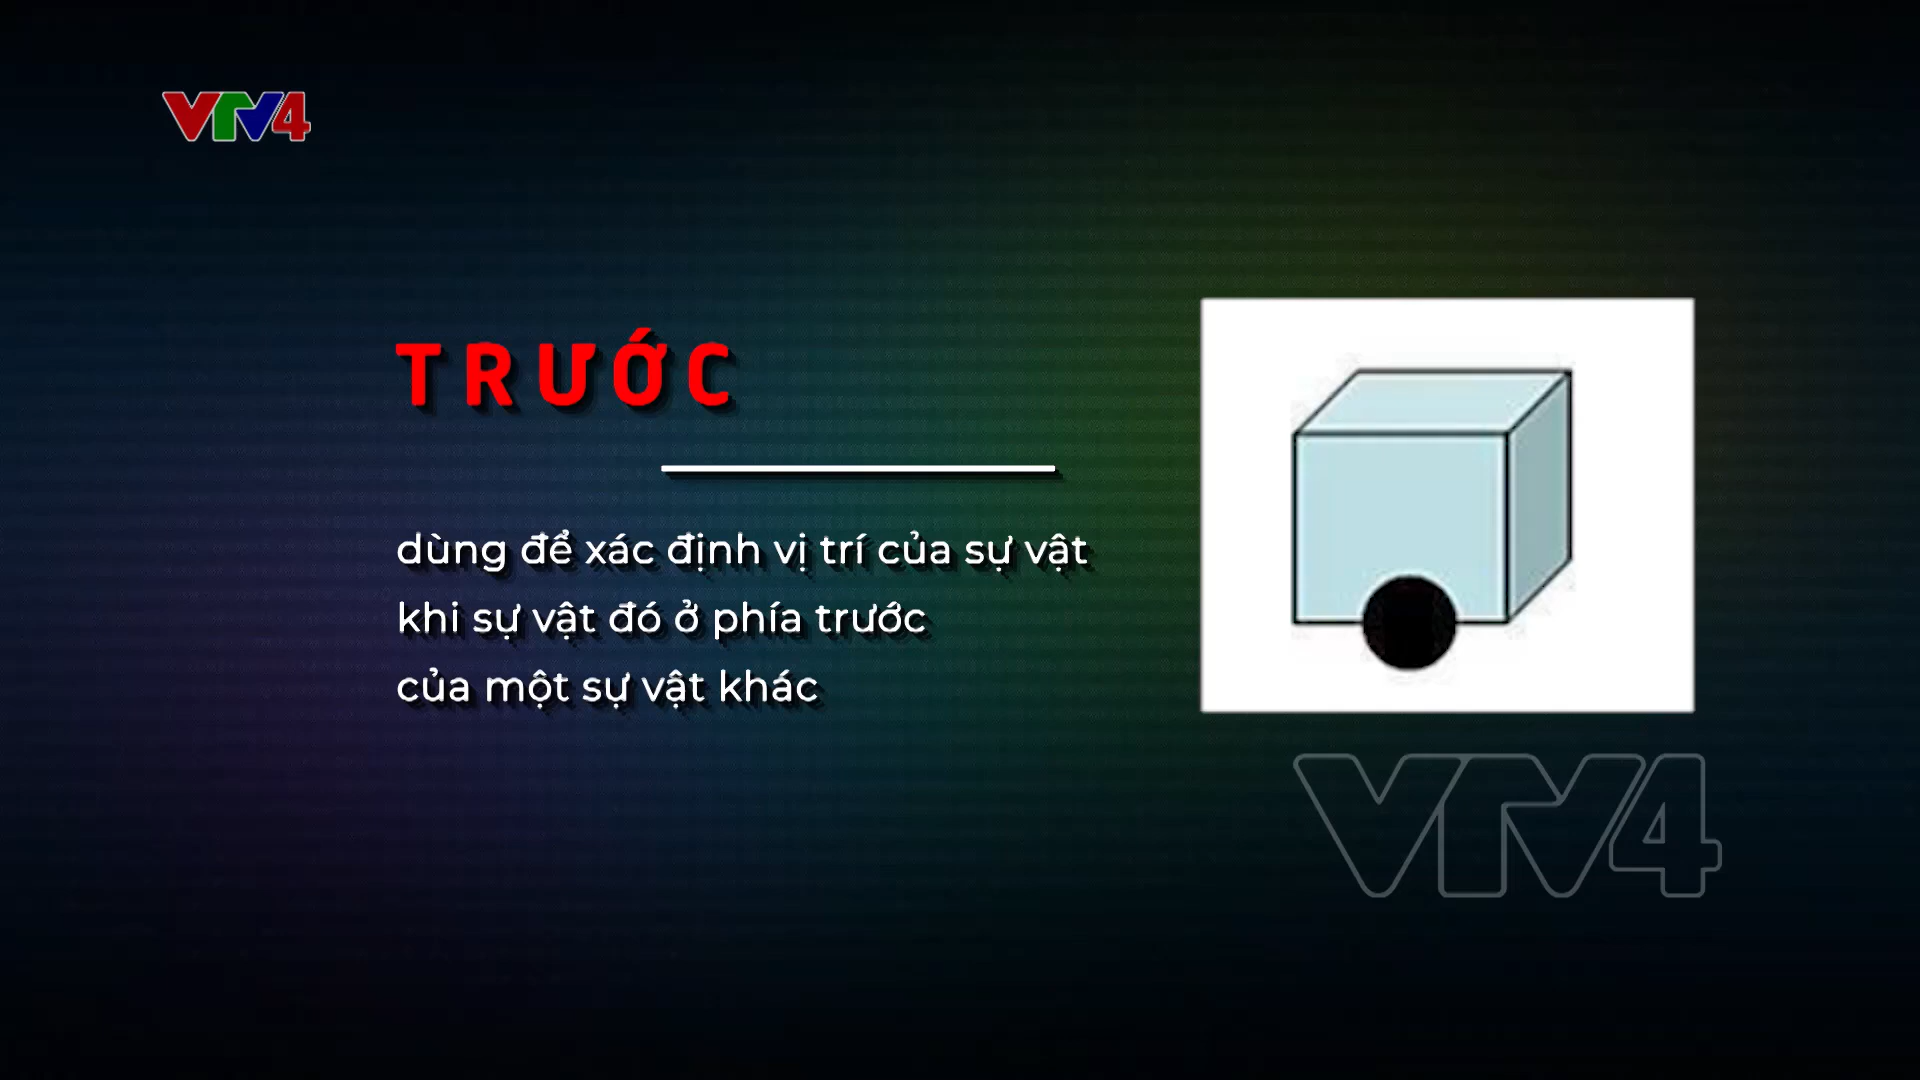 VTV4
TRƯỚC
dùng để xác định vị trí của sự vật
khi sự vật đó ở phía trước
của một sự vật khác
VTV4